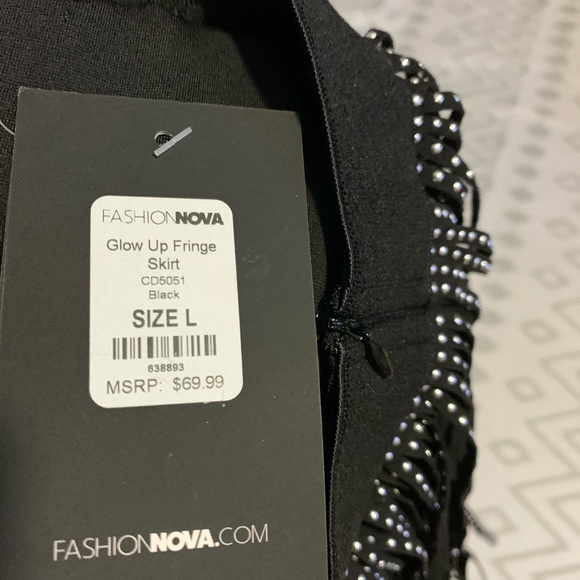 FASHIONNOVA
Glow Up Fringe
Skirt
CD5051
Black
SIZE L
638893
MSRP: $69.99
FASHIONNOVA.COM